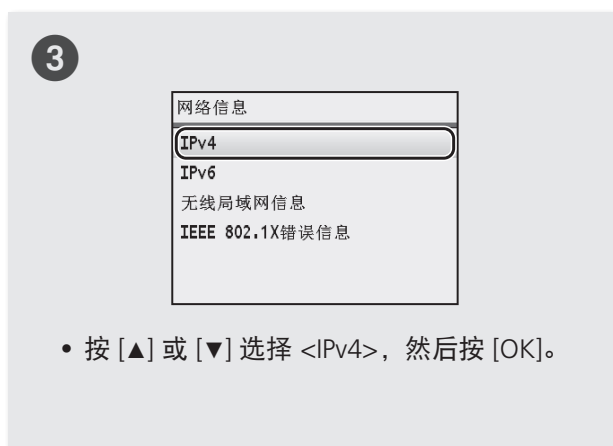 3
网络信息
IPv4
IPv6
无线局域网信息
IEEE 802.1X错误信息
• 按 [▲] 或 [▼] 选择 <IPv4>，然后按 [OK]。